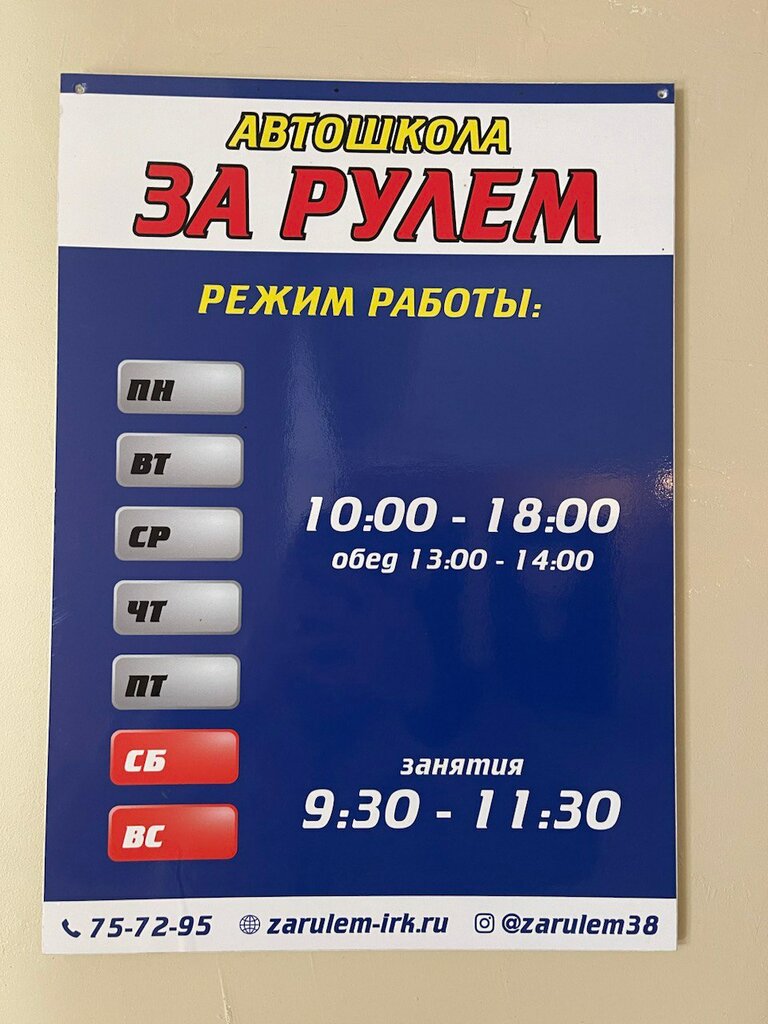 АВТОШКОЛА
ЗА РУЛЕМ
РЕЖИМ РАБОТЫ:
ПН
ВТ
СР
ЧТ
ПТ
10:00 - 18:00
обед 13:00 - 14:00
СБ
ВС
занятия
9:30 - 11:30
75-72-95 zarulem-irk.ru @zarulem38